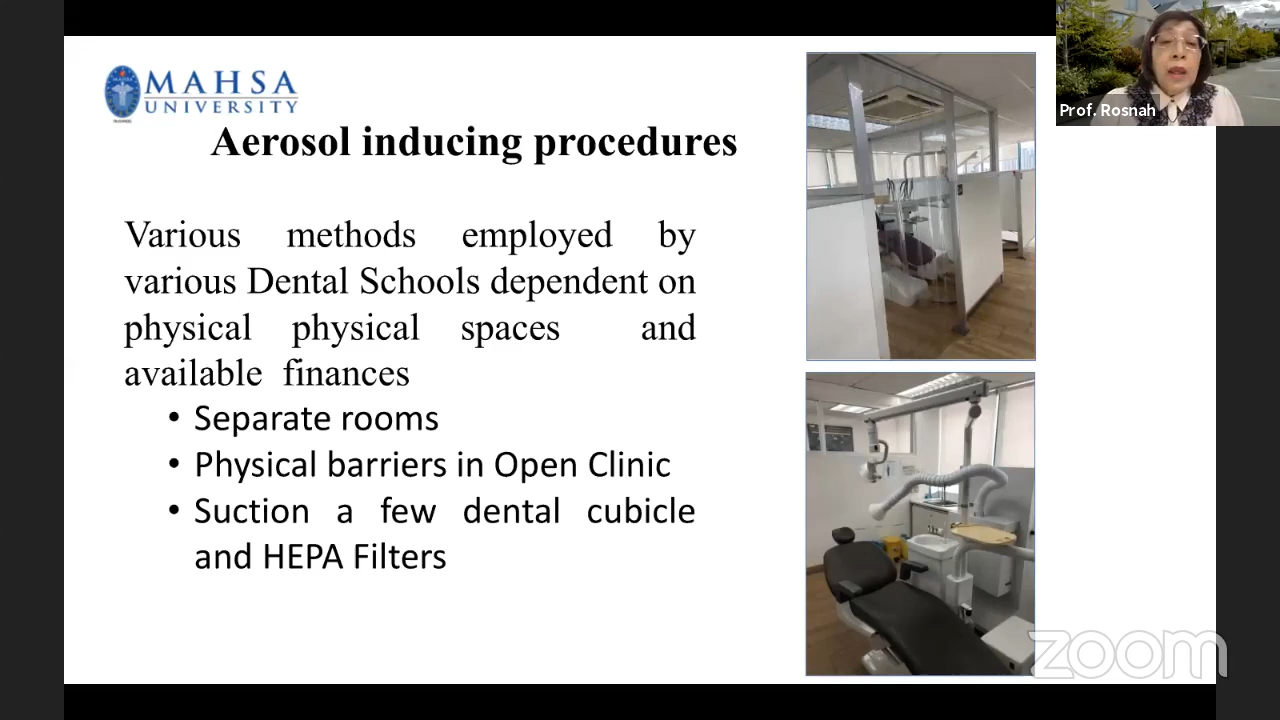 MAHSA
UNIVERSITY
Aerosol inducing procedures
Various methods employed by
various Dental Schools dependent on
physical physical spaces and
available finances
• Separate rooms
• Physical barriers in Open Clinic
• Suction a few dental cubicle
and HEPA Filters
Prof. Rosnah
zoom